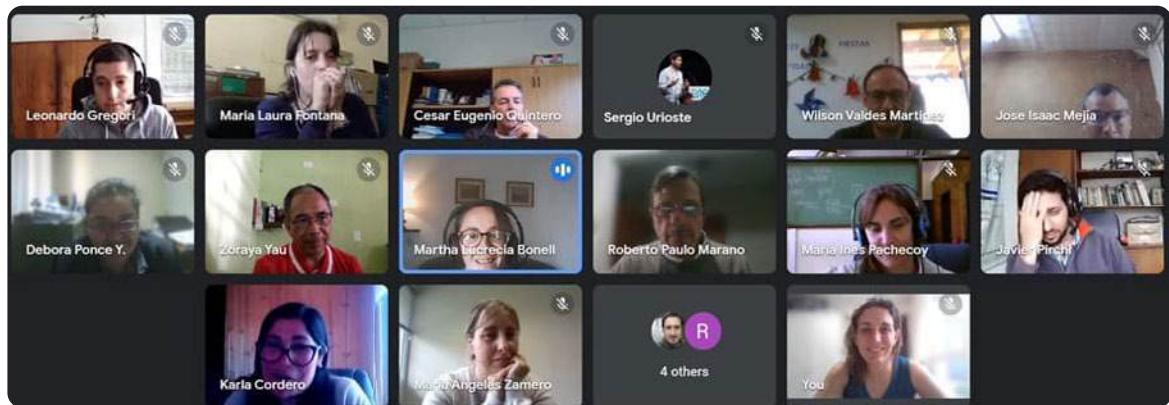 Leonardo Gregori
Maria Laura Fontana
Cesar Eugenio Quintero
Sergio Urioste
FIESTAS
Wilson Valdes Martinez
Jose Isaac Mejia
Debora Ponce Y.
Zoraya Yau
Martha Lucrecia Bonell
Roberto Paulo Marano
Maria Ines Pachecoy
Javier Pirchi
Karla Cordero
Maria Angeles Zamero
R
4 others
You